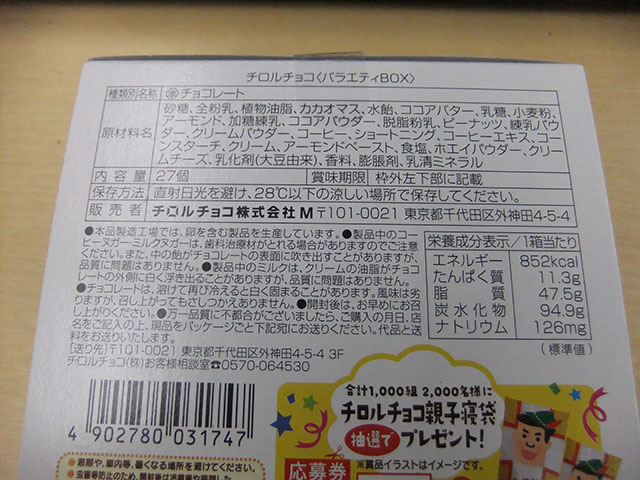 チロルチョコ〈バラエティBOX〉
種類別名称 準チョコレート
原材料名 砂糖、全粉乳、植物油脂、カカオマス、水飴、ココアバター、乳糖、小麦粉、
アーモンド、加糖練乳、ココアパウダー、脱脂粉乳、ピーナッツ、練乳パウ
ダー、クリームパウダー、コーヒー、ショートニング、コーヒーエキス、コー
ンスターチ、クリーム、アーモンドペースト、食塩、ホエイパウダー、クリー
ムチーズ、乳化剤(大豆由来)、香料、膨脹剤、乳清ミネラル
内容量 27個 賞味期限 枠外左下部に記載
保存方法 直射日光を避け、28℃以下の涼しい場所で保存してください。
販売者 チロルチョコ株式会社 M 〒101-0021 東京都千代田区外神田4-5-4
●本品製造工場では、卵を含む製品を生産しています。●製品中のコー
ヒーヌガー・ミルクヌガーは、歯科治療材がとれる場合がありますのでご注意
ください。また、中の飴がチョコレートの表面に吹き出すことがありますが、
品質に問題はありません。●製品中のミルクは、クリームの油脂がチョコ
レートの外側に白く浮き出ることがありますが、品質に問題はありません。
●チョコレートは、溶けて再び冷えると白く固まることがあります。風味は劣
りますが、召し上がってもさしつかえありません。●開封後は、お早めにお召
し上がりください。●万一品質に不都合がございましたら、ご購入の月日、店
名をご記入の上、現品をパッケージごと下記宛にお送りください。代品と送
料をお送りいたします。
[送り先]〒101-0021 東京都千代田区外神田4-5-4 3F
チロルチョコ(株)お客様相談室☎0570-064530
栄養成分表示/1箱当たり
エネルギー 852kcal
たんぱく質 11.3g
脂質 47.5g
炭水化物 94.9g
ナトリウム 126mg
(標準値)
4 902780 031747
合計1,000組 2,000名様に
チロルチョコ親子寝袋
抽選で プレゼント!
※賞品イラストはイメージです。
応募券
●窓際や、車内等、暑くなる場所を避けてください。